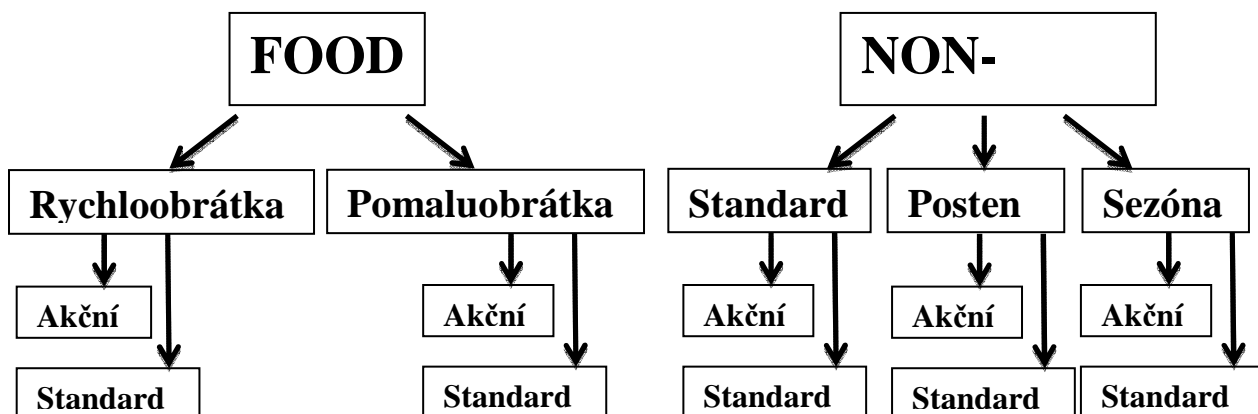 FOOD NON-
Rychloobrátka Pomaluobrátka Standard Posten Sezóna
Akční Akční Akční Akční Akční
Standard Standard Standard Standard Standard